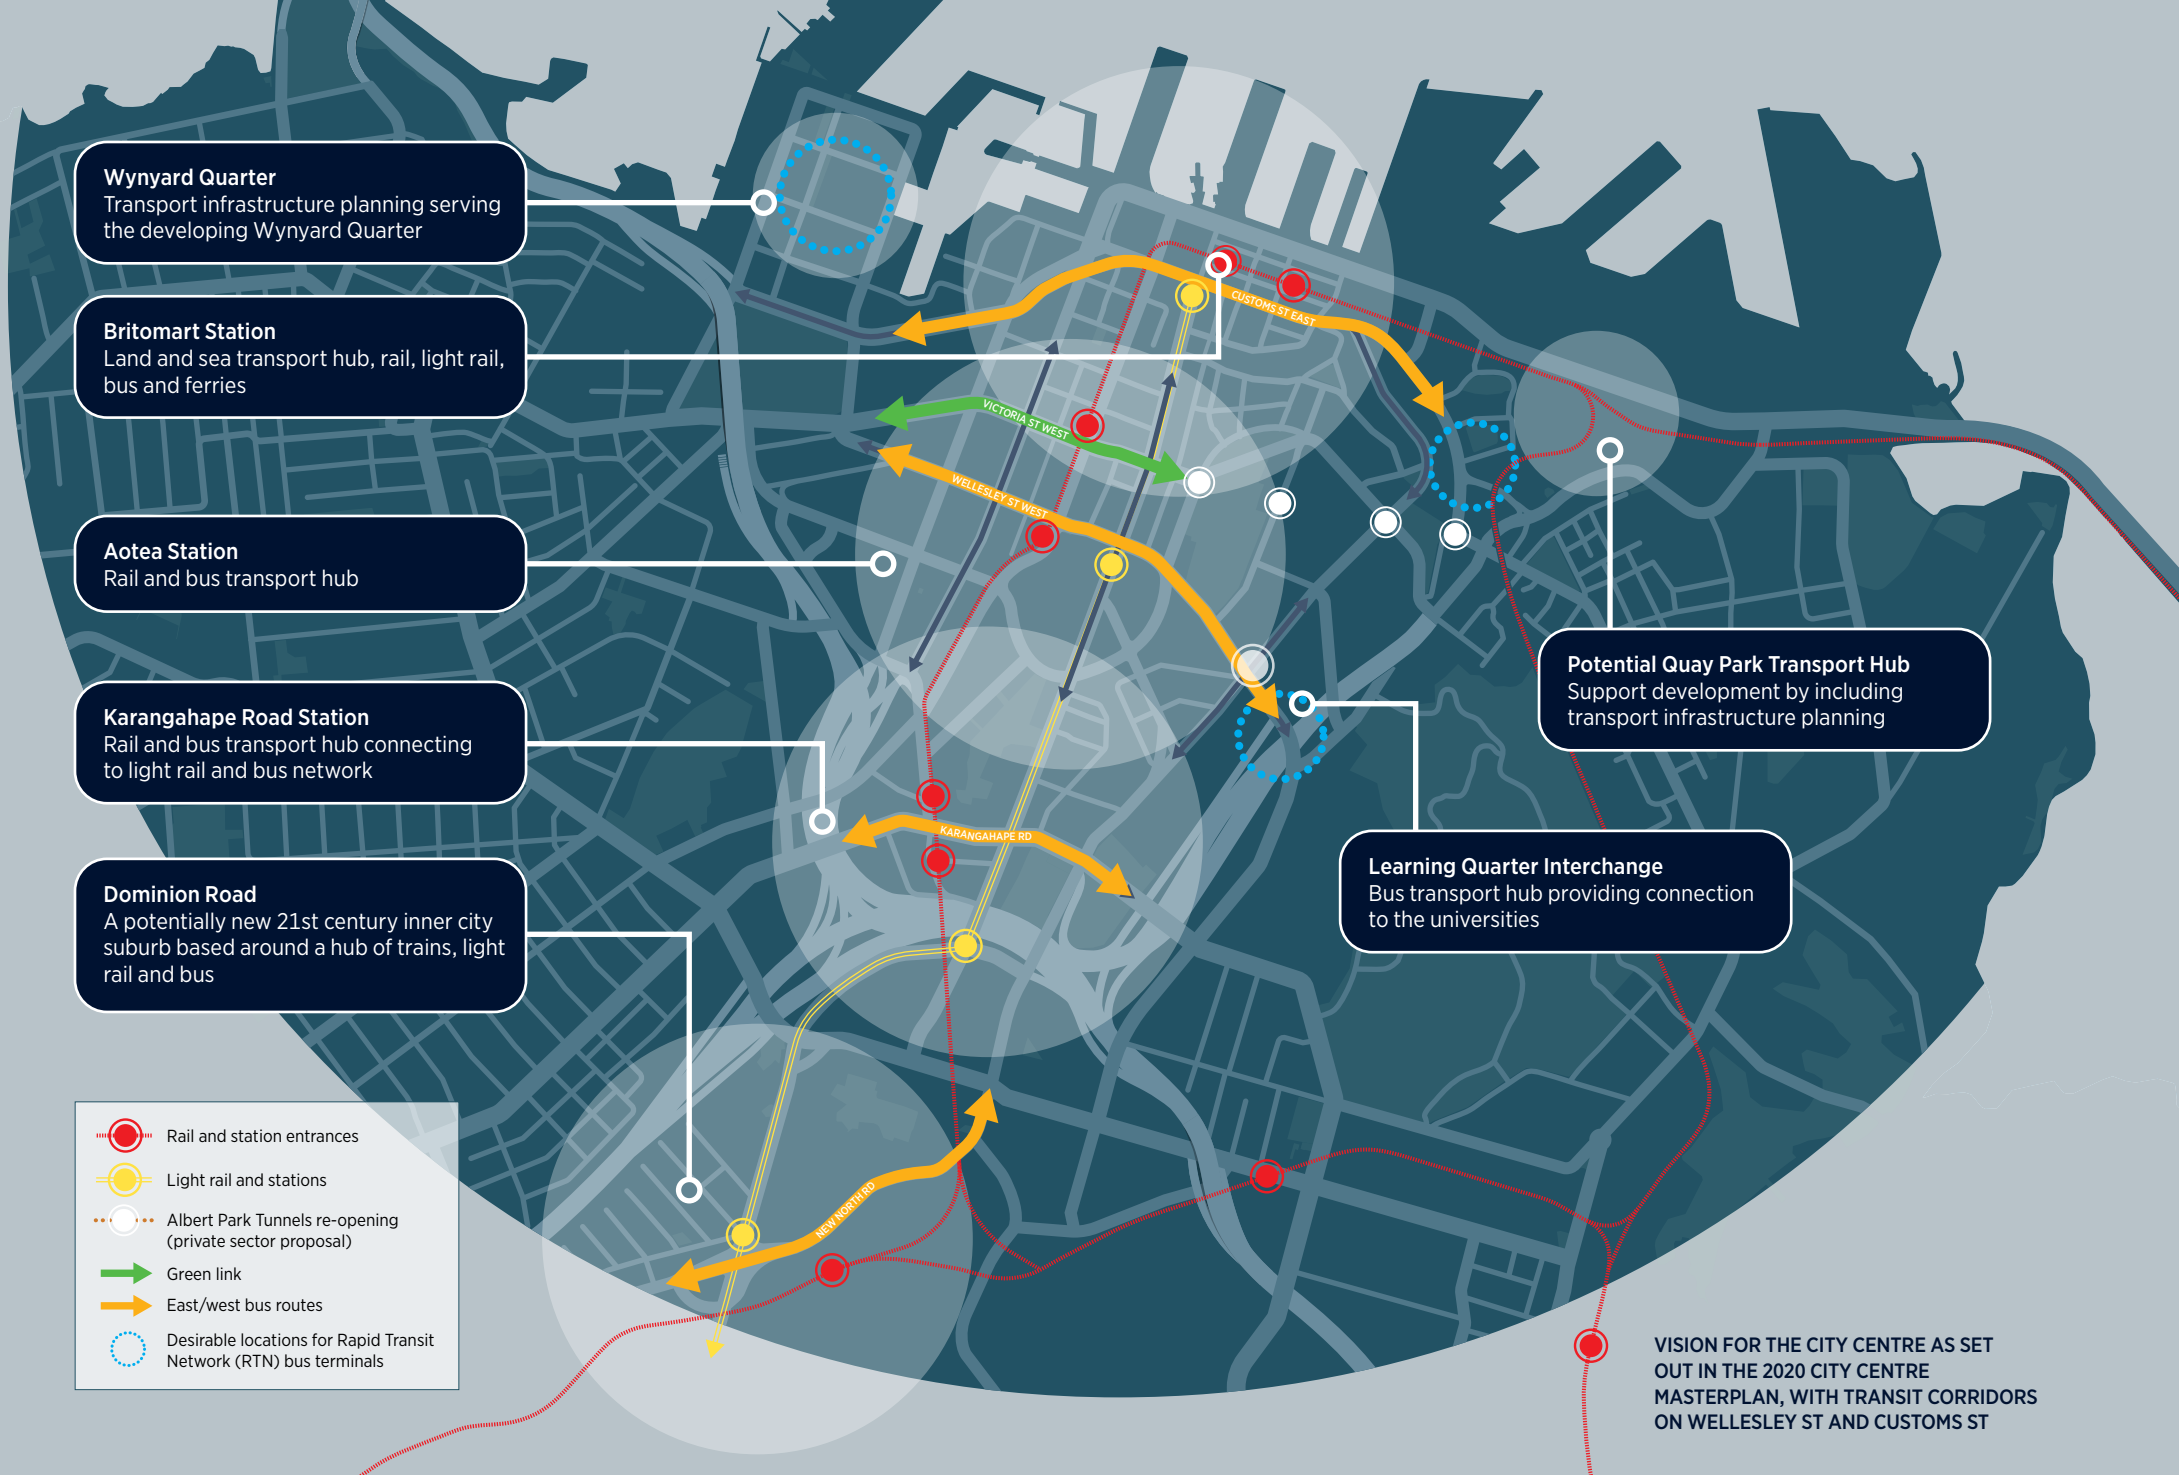 Wynyard Quarter
Transport infrastructure planning serving
the developing Wynyard Quarter
Britomart Station
Land and sea transport hub, rail, light rail,
bus and ferries
Aotea Station
Rail and bus transport hub
Karangahape Road Station
Rail and bus transport hub connecting
to light rail and bus network
Dominion Road
A potentially new 21st century inner city
suburb based around a hub of trains, light
rail and bus
CUSTOMS ST EAST
VICTORIA ST WEST
WELLESLEY ST WEST
KARANGAHAPE RD
NEW NORTH RD
Potential Quay Park Transport Hub
Support development by including
transport infrastructure planning
Learning Quarter Interchange
Bus transport hub providing connection
to the universities
Rail and station entrances
Light rail and stations
Albert Park Tunnels re-opening
(private sector proposal)
Green link
East/west bus routes
Desirable locations for Rapid Transit
Network (RTN) bus terminals
VISION FOR THE CITY CENTRE AS SET
OUT IN THE 2020 CITY CENTRE
MASTERPLAN, WITH TRANSIT CORRIDORS
ON WELLESLEY ST AND CUSTOMS ST